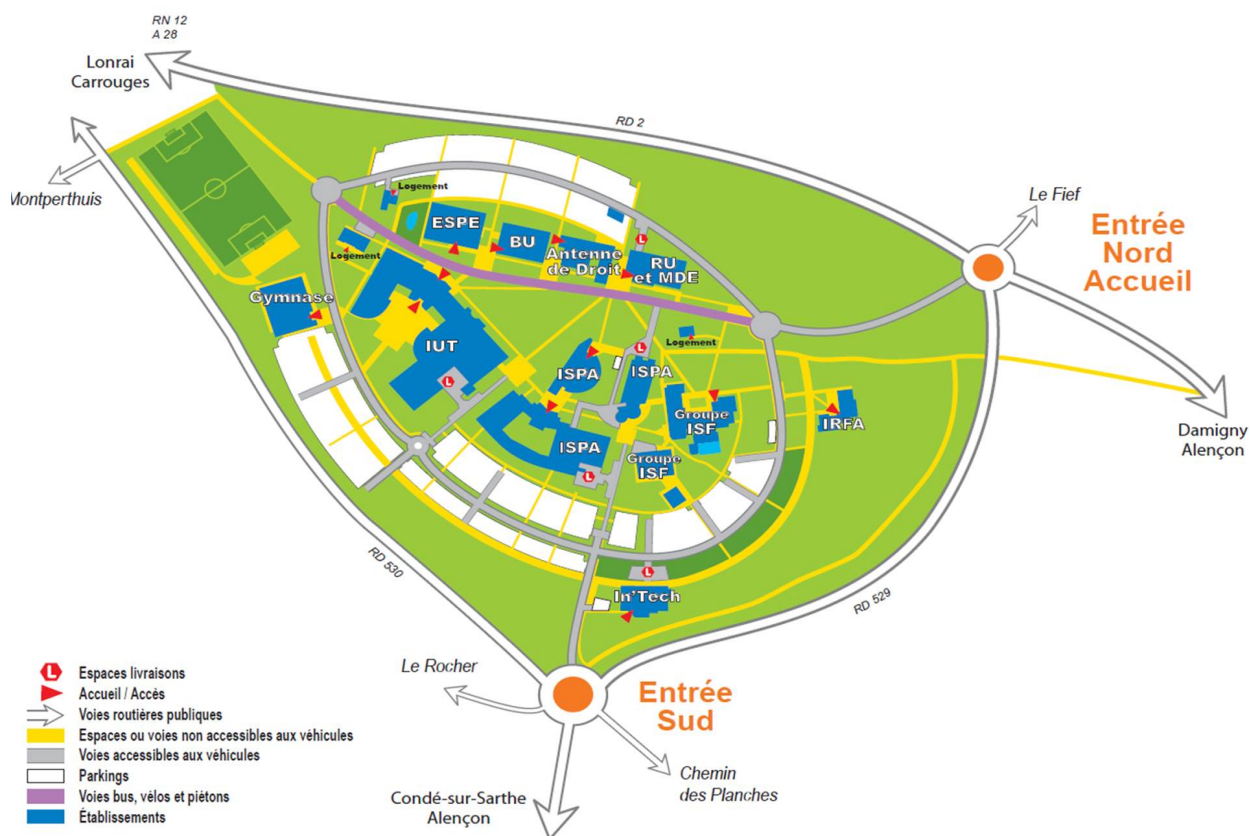 RN 12
A 28
Lonrai
Carrouges
RD 2
Montperthuis
Le Fief
Entrée
Nord
Accueil
Logement
ESPE
BU
Antenne
de Droit
L
RU
et MDE
Logement
Gymnase
IUT
L
ISPA
L
ISPA
Logement
Groupe
ISF
IRFA
Damigny
Alençon
ISPA
L
Groupe
ISF
RD 530
L
In'Tech
RD 529
Le Rocher
Entrée
Sud
Chemin
des Planches
Condé-sur-Sarthe
Alençon
L Espaces livraisons
Accueil / Accès
Voies routières publiques
Espaces ou voies non accessibles aux véhicules
Voies accessibles aux véhicules
Parkings
Voies bus, vélos et piétons
Établissements